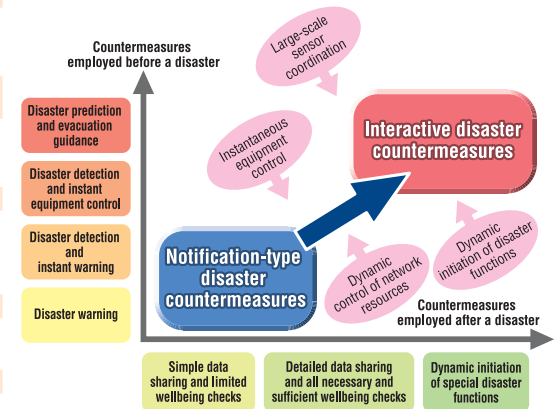 Countermeasures
employed before a disaster
Large-scale
sensor
coordination
Disaster prediction
and evacuation
guidance
Interactive disaster
countermeasures
Instantaneous
equipment
control
Disaster detection
and instant
equipment control
Disaster detection
and
instant warning
Notification-type
disaster
countermeasures
Dynamic
control of network
resources
Dynamic
initiation of disaster
functions
Disaster warning
Countermeasures
employed after a disaster
Simple data
sharing and limited
wellbeing checks
Detailed data sharing
and all necessary and
sufficient wellbeing checks
Dynamic initiation
of special disaster
functions